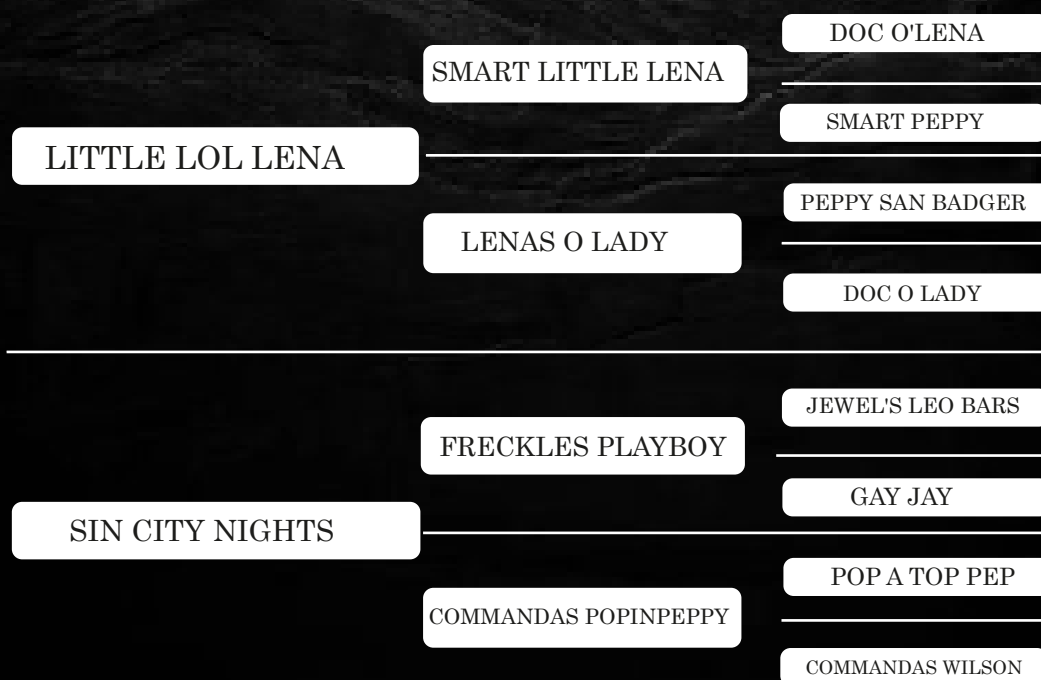 DOC O'LENA
SMART LITTLE LENA
SMART PEPPY
LITTLE LOL LENA
PEPPY SAN BADGER
LENAS O LADY
DOC O LADY
JEWEL'S LEO BARS
FRECKLES PLAYBOY
GAY JAY
SIN CITY NIGHTS
POP A TOP PEP
COMMANDAS POPINPEPPY
COMMANDAS WILSON